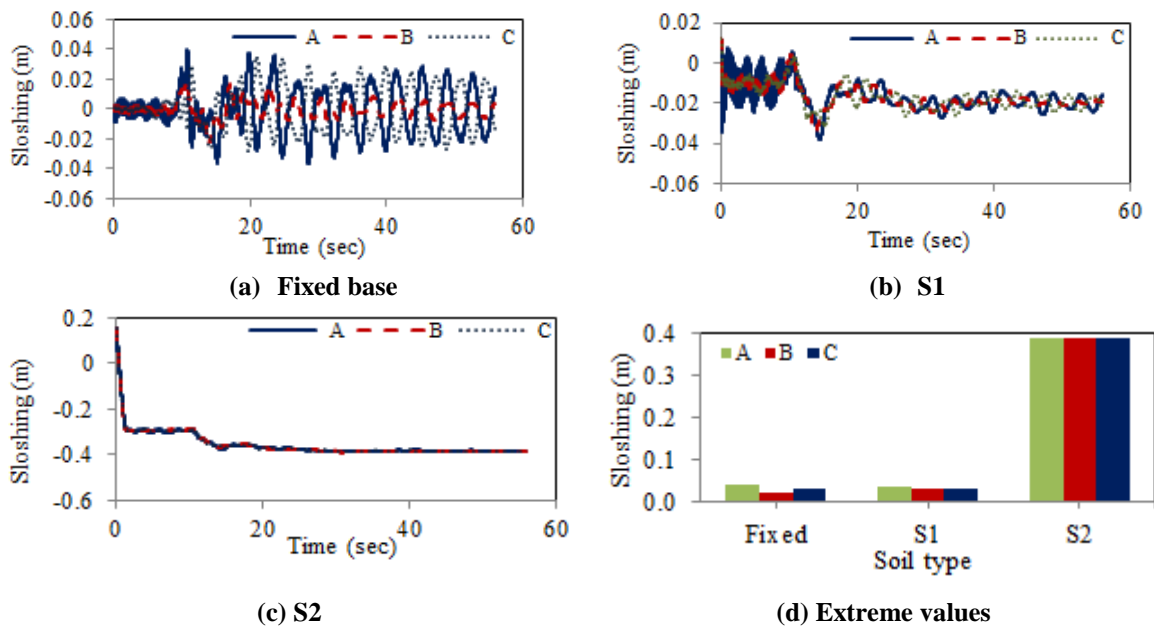 0.06
0.04
0.02
0
-0.02
-0.04
-0.06
Sloshing (m)
A B C
0 20 40 60
Time (sec)
(a) Fixed base
0.02
0
-0.02
-0.04
-0.06
Sloshing (m)
A B C
0 20 40 60
Time (sec)
(b) S1
0.2
0
-0.2
-0.4
-0.6
Sloshing (m)
A B C
0 20 40 60
Time (sec)
(c) S2
0.4
0.3
0.2
0.1
0.0
Sloshing (m)
A B C
Fixed S1 S2
Soil type
(d) Extreme values